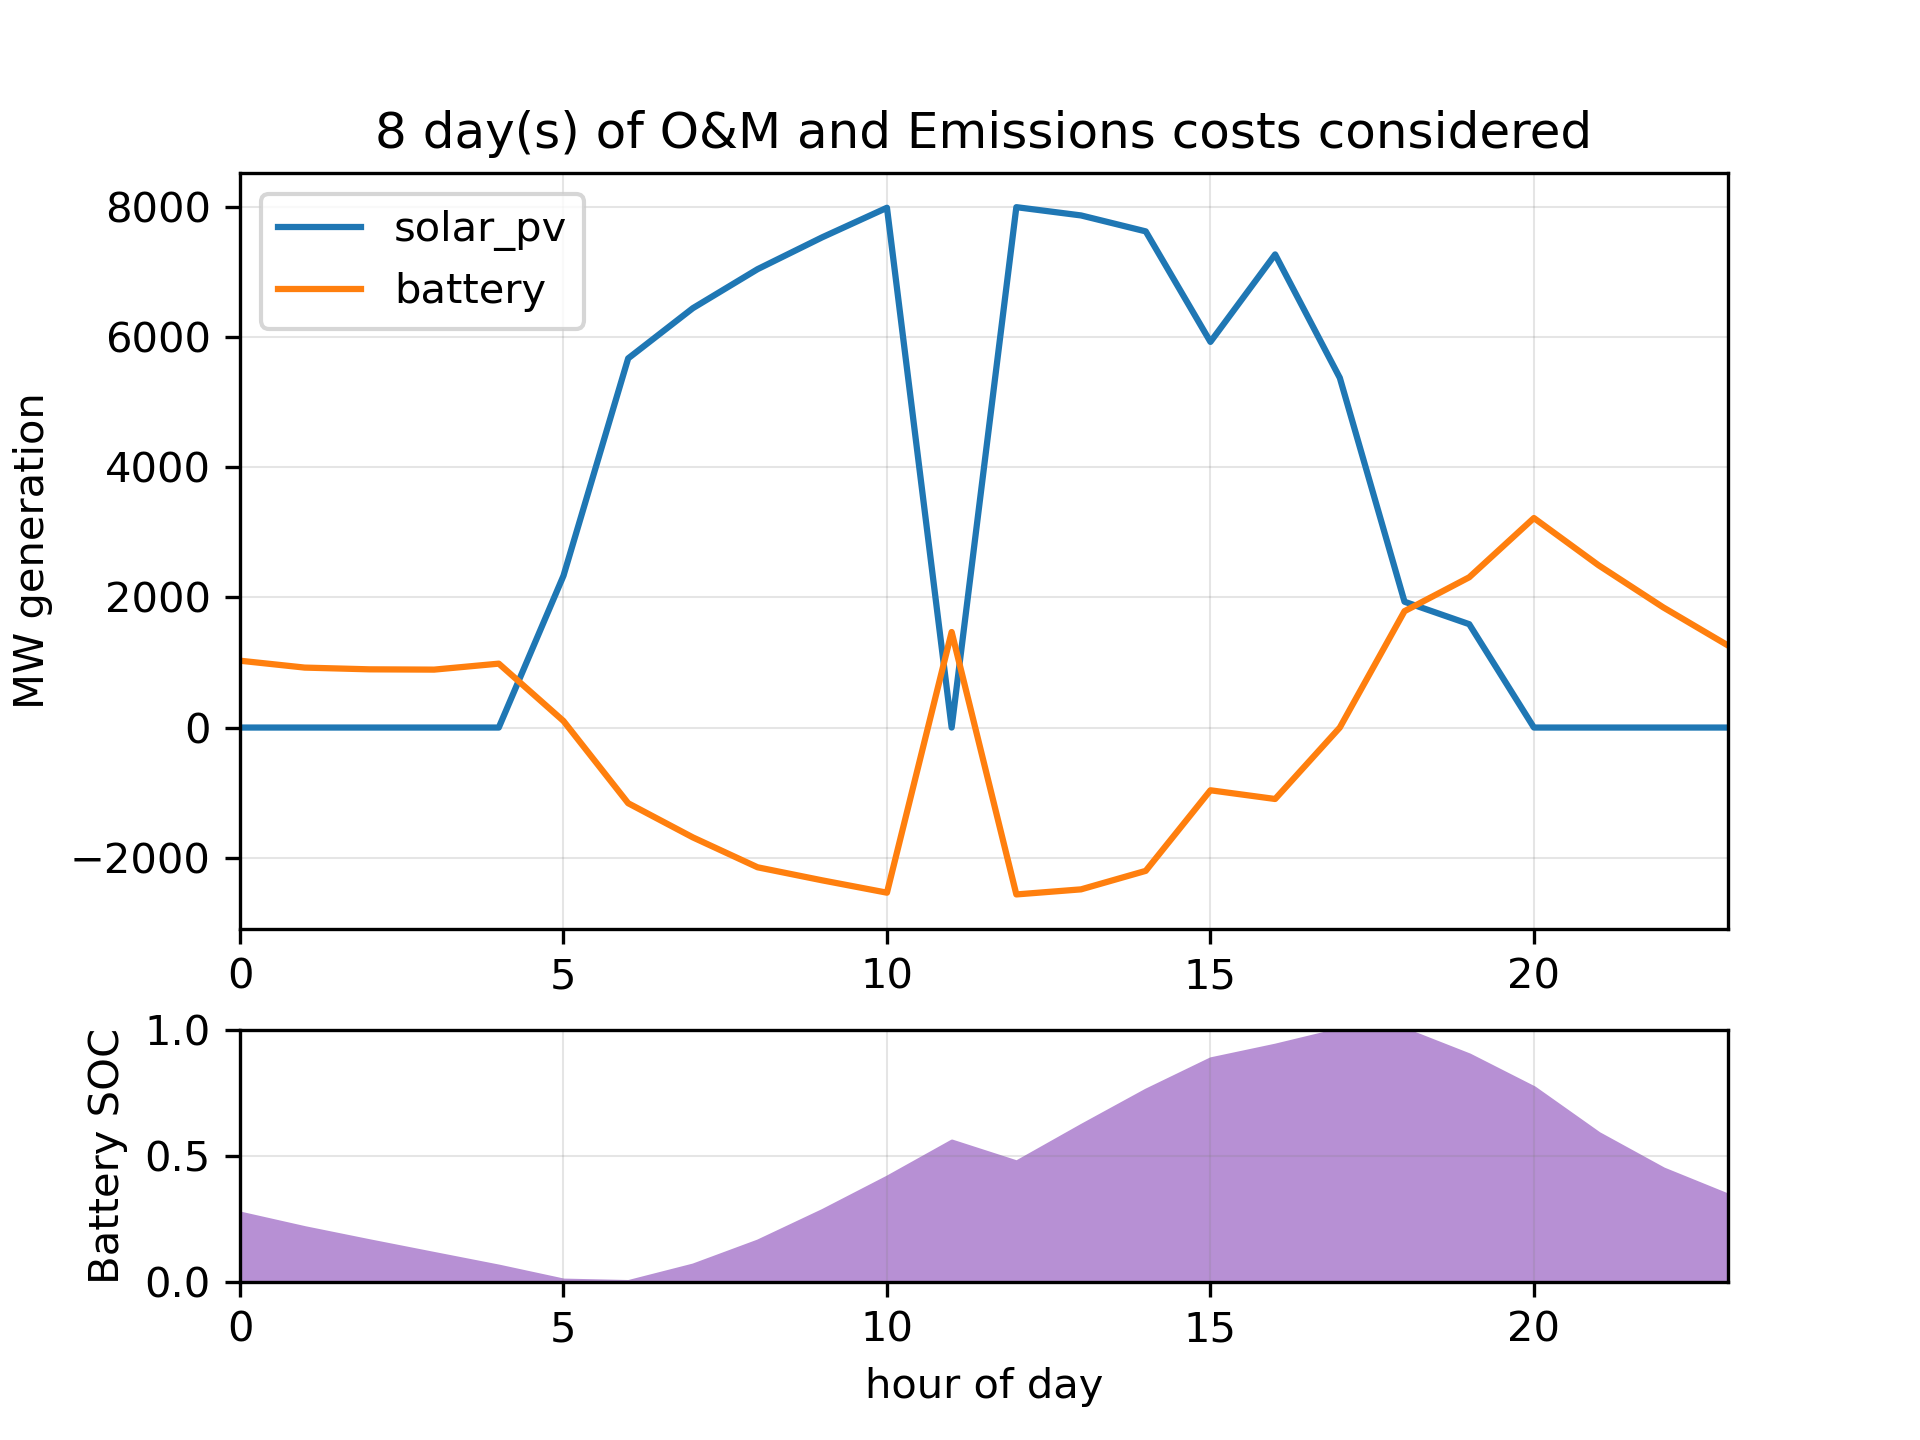 8 day(s) of O&M and Emissions costs considered
solar_pv
battery
MW generation
8000
6000
4000
2000
0
−2000
0 5 10 15 20
Battery SOC
1.0
0.5
0.0
0 5 10 15 20
hour of day